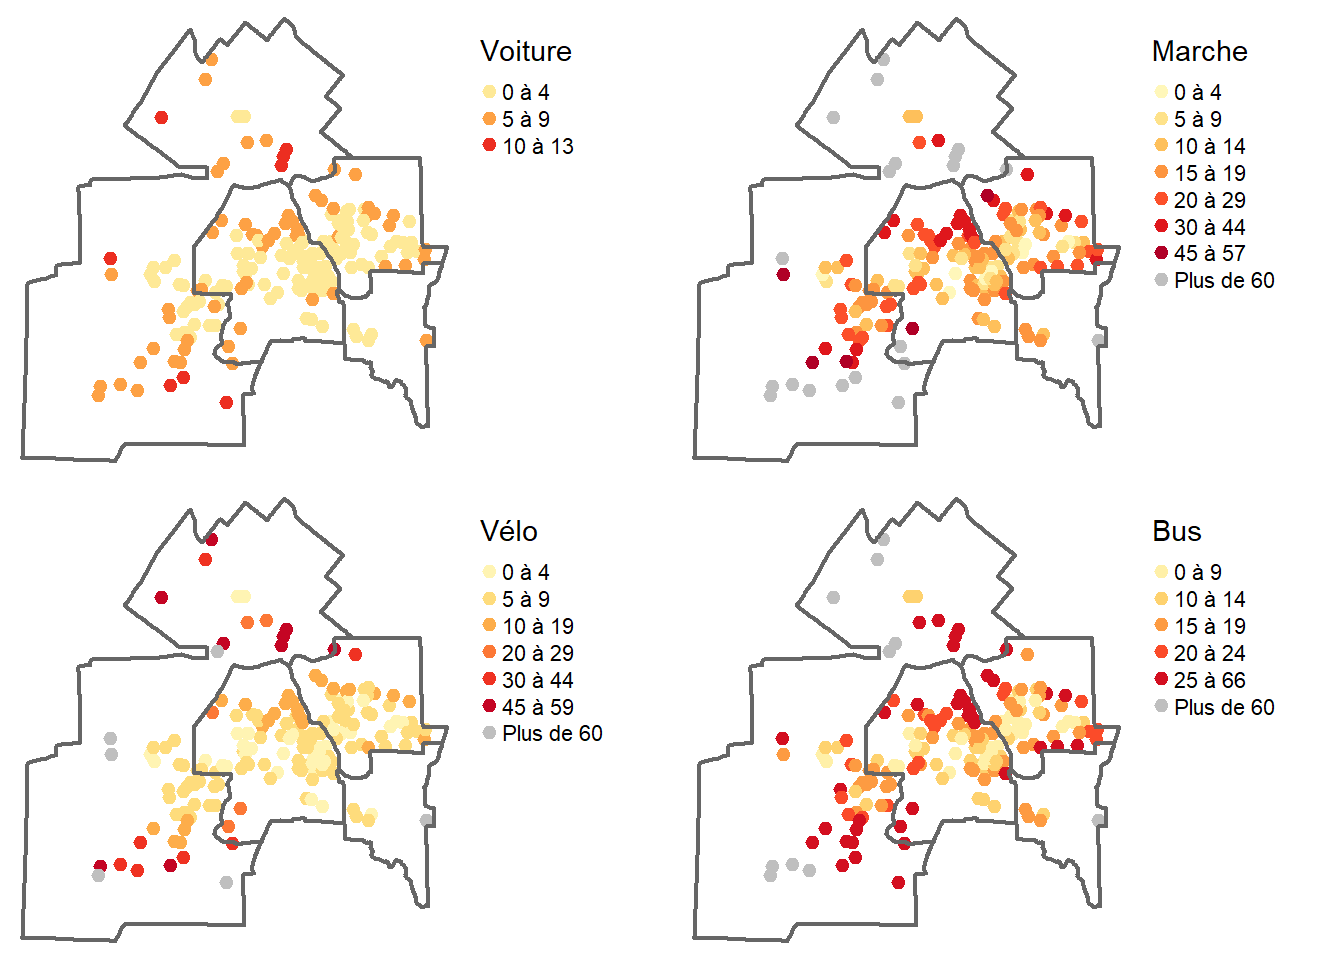 Voiture
0 à 4
5 à 9
10 à 13
Marche
0 à 4
5 à 9
10 à 14
15 à 19
20 à 29
30 à 44
45 à 57
Plus de 60
Vélo
0 à 4
5 à 9
10 à 19
20 à 29
30 à 44
45 à 59
Plus de 60
Bus
0 à 9
10 à 14
15 à 19
20 à 24
25 à 66
Plus de 60